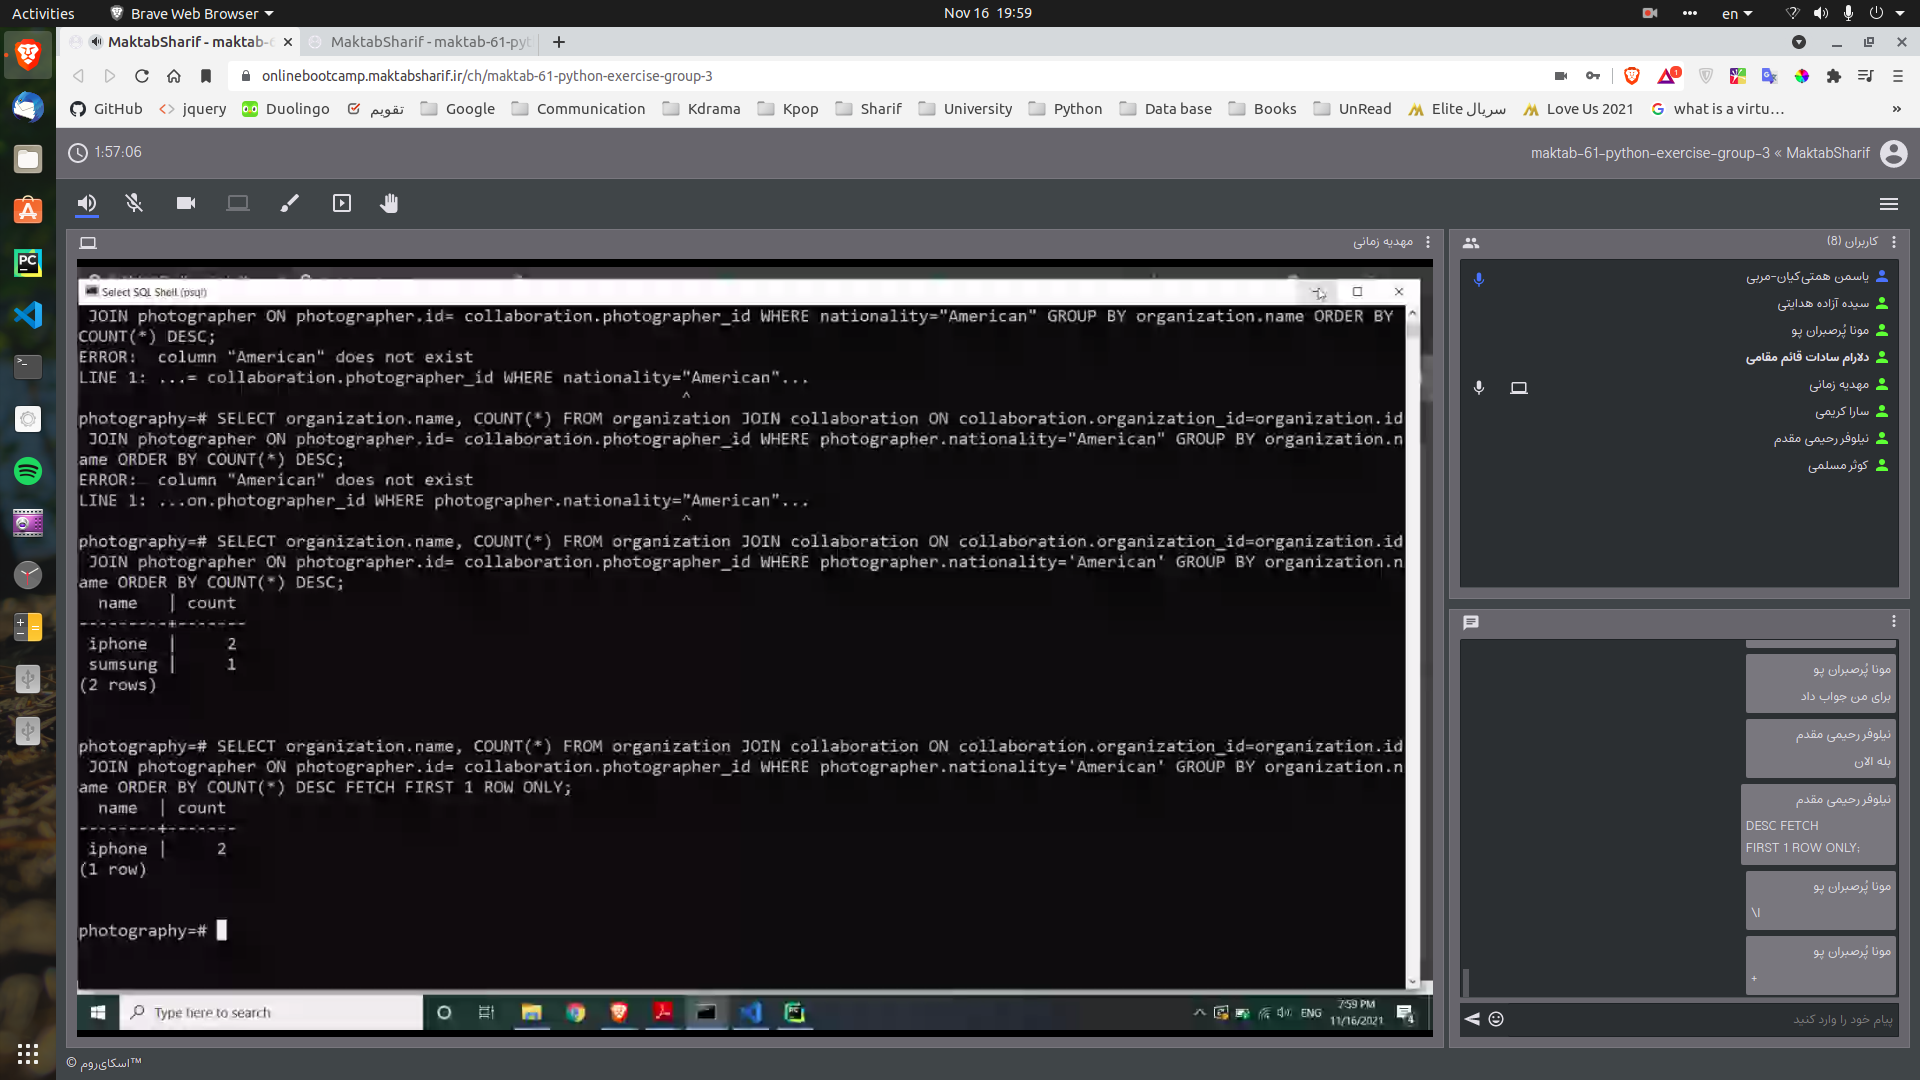 Activities
Brave Web Browser
Nov 16 19:59
en
MaktabSharif - maktab-6
MaktabSharif - maktab-61-pyt
onlinebootcamp.maktabsharif.ir/ch/maktab-61-python-exercise-group-3
1
GitHub
jquery
Duolingo
تقویم
Google
Communication
Kdrama
Kpop
Sharif
University
Python
Data base
Books
UnRead
Elite سریال
Love Us 2021
what is a virtu…
»
1:57:06
maktab-61-python-exercise-group-3 « MaktabSharif
مهدیه زمانی
Select SQL Shell (psql)
JOIN photographer ON photographer.id= collaboration.photographer_id WHERE nationality="American" GROUP BY organization.name ORDER BY
COUNT(*) DESC;
ERROR:  column "American" does not exist
LINE 1: ...= collaboration.photographer_id WHERE nationality="American"...
^
photography=# SELECT organization.name, COUNT(*) FROM organization JOIN collaboration ON collaboration.organization_id=organization.id
JOIN photographer ON photographer.id= collaboration.photographer_id WHERE photographer.nationality="American" GROUP BY organization.n
ame ORDER BY COUNT(*) DESC;
ERROR:  column "American" does not exist
LINE 1: ...on.photographer_id WHERE photographer.nationality="American"...
^
photography=# SELECT organization.name, COUNT(*) FROM organization JOIN collaboration ON collaboration.organization_id=organization.id
JOIN photographer ON photographer.id= collaboration.photographer_id WHERE photographer.nationality='American' GROUP BY organization.n
ame ORDER BY COUNT(*) DESC;
name | count
---------+-------
iphone | 2
sumsung | 1
(2 rows)
photography=# SELECT organization.name, COUNT(*) FROM organization JOIN collaboration ON collaboration.organization_id=organization.id
JOIN photographer ON photographer.id= collaboration.photographer_id WHERE photographer.nationality='American' GROUP BY organization.n
ame ORDER BY COUNT(*) DESC FETCH FIRST 1 ROW ONLY;
name | count
--------+-------
iphone | 2
(1 row)
photography=#
Type here to search
ENG
7:59 PM
11/16/2021
4
کاربران (8)
یاسمن همتی‌کیان-مربی
سیده آزاده هدایتی
مونا پُرصبران پو
دلارام سادات قائم مقامی
مهدیه زمانی
سارا کریمی
نیلوفر رحیمی مقدم
کوثر مسلمی
مونا پُرصبران پو
برای من جواب داد
نیلوفر رحیمی مقدم
بله الان
نیلوفر رحیمی مقدم
DESC FETCH
FIRST 1 ROW ONLY;
مونا پُرصبران پو
مونا پُرصبران پو
+
پیام خود را وارد کنید
© اسکای‌روم™